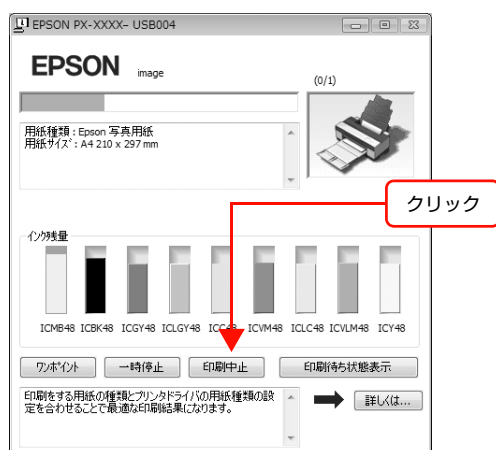 EPSON PX-XXXX- USB004
EPSON image
(0/1)
用紙種類 : Epson 写真用紙
用紙サイズ : A4 210 x 297 mm
クリック
インク残量
ICMB48 ICBK48 ICGY48 ICLGY48 ICC48 ICVM48 ICLC48 ICVLM48 ICY48
ワンポイント 一時停止 印刷中止 印刷待ち状態表示
印刷をする用紙の種類とプリンタドライバの用紙種類の設
定を合わせることで最適な印刷結果になります。
詳しくは...